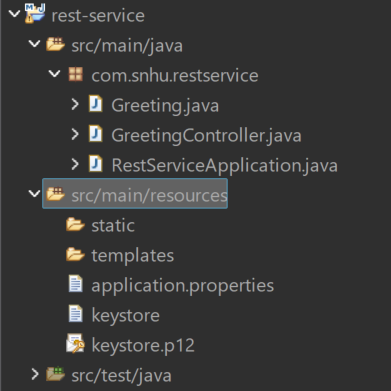 rest-service
src/main/java
com.snhu.restservice
Greeting.java
GreetingController.java
RestServiceApplication.java
src/main/resources
static
templates
application.properties
keystore
keystore.p12
src/test/java